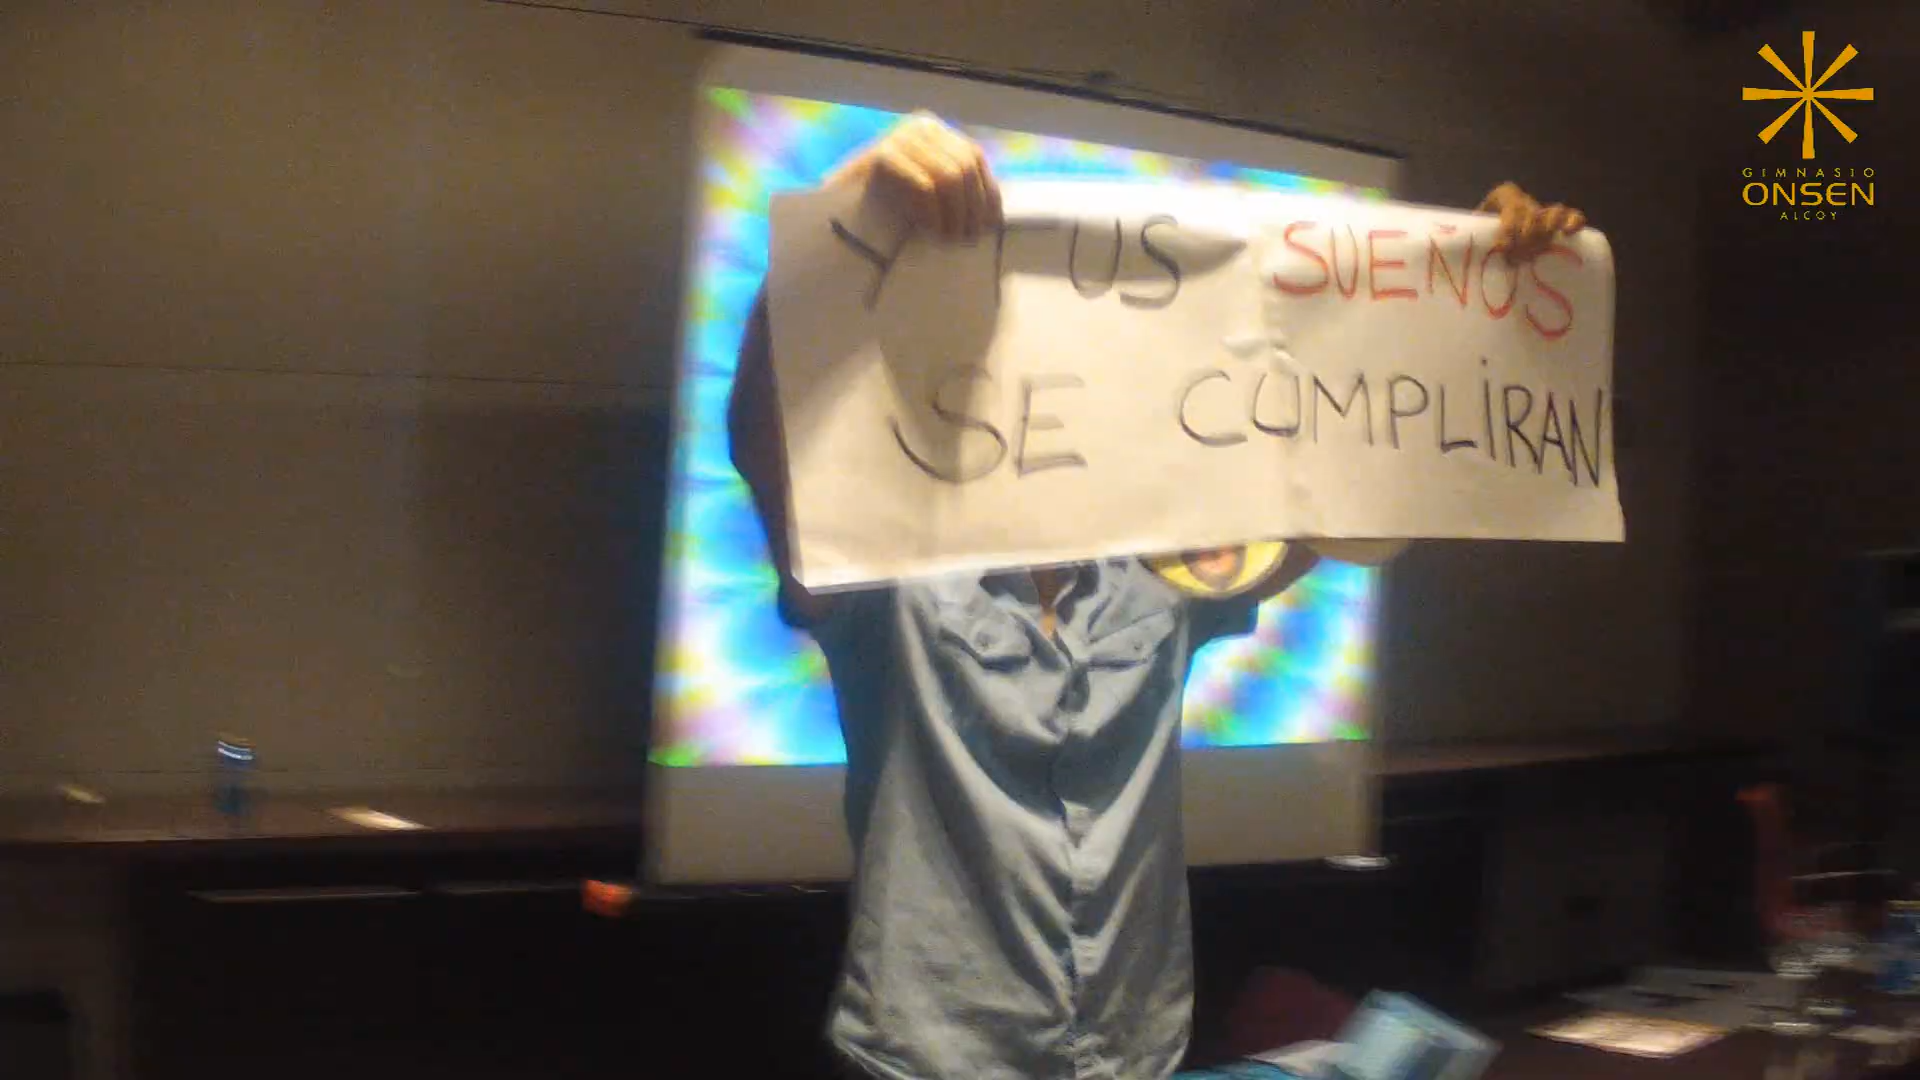 Y TUS SUEÑOS
SE CUMPLIRAN
GIMNASIO
ONSEN
ALCOY